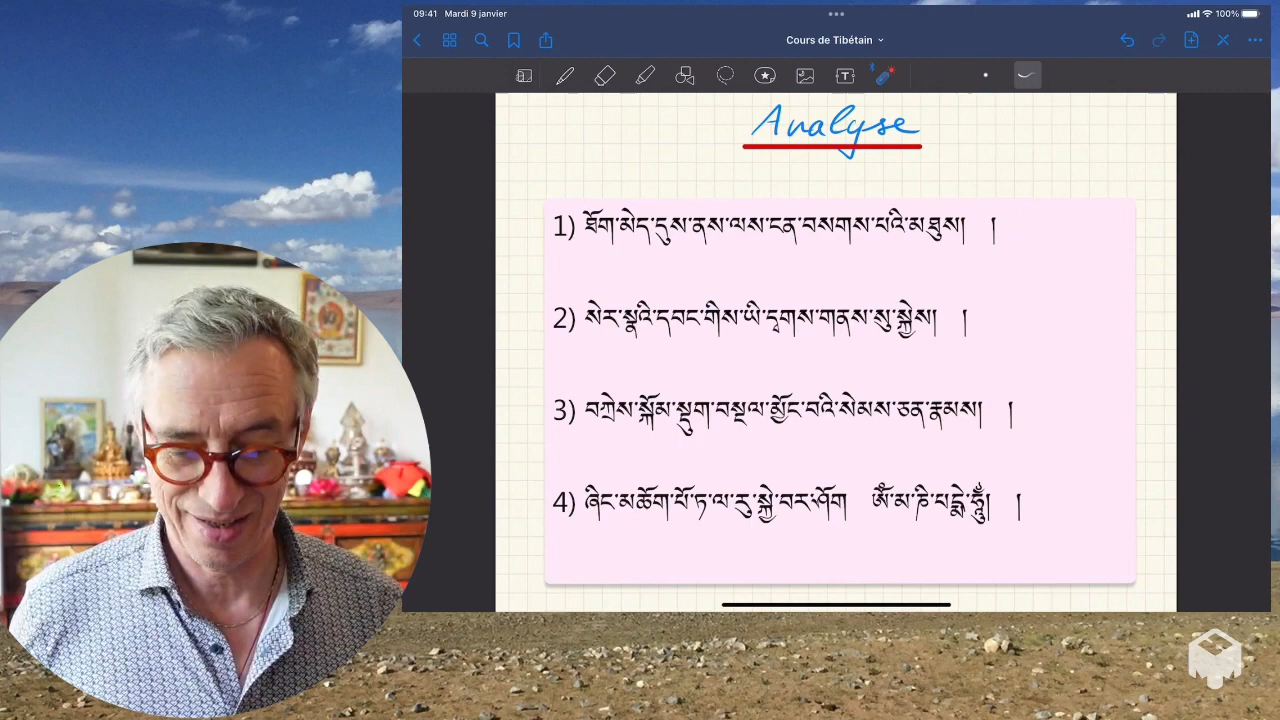 09:41 Mardi 9 janvier
100%
Cours de Tibétain
Analyse
1) ཐོག་མེད་དུས་ནས་ལས་ངན་བསགས་པའི་མཐུས། །
2) སེར་སྣའི་དབང་གིས་ཡི་དྭགས་གནས་སུ་སྐྱེས། །
3) བཀྲེས་སྐོམ་སྡུག་བསྔལ་མྱོང་བའི་སེམས་ཅན་རྣམས། །
4) ཞིང་མཆོག་པོ་ཏ་ལ་རུ་སྐྱེ་བར་ཤོག ཨོཾ་མ་ཎི་པདྨེ་ཧཱུྃ། །